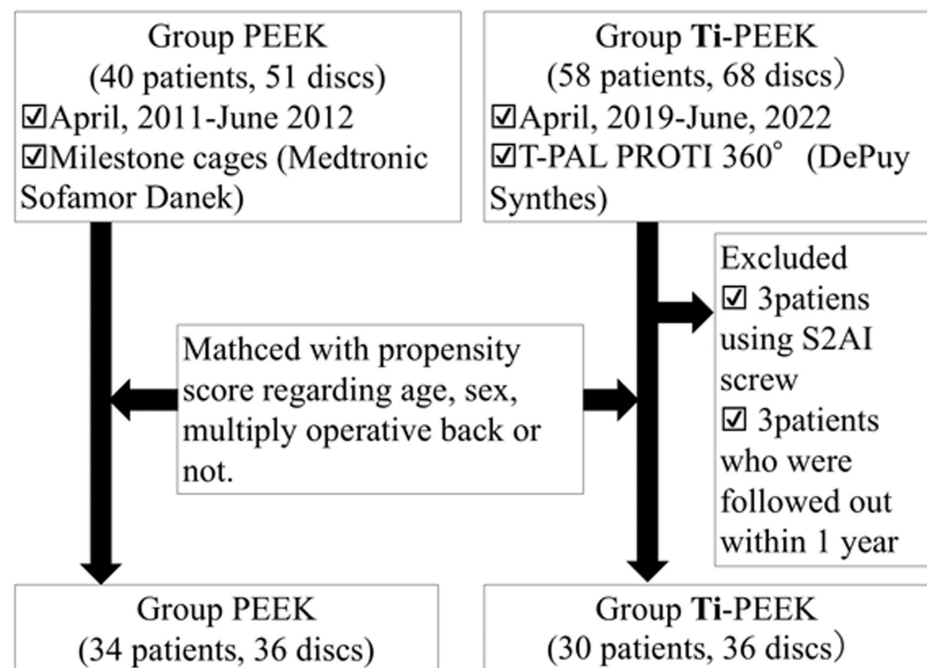 Group PEEK
(40 patients, 51 discs)
☑April, 2011-June 2012
☑Milestone cages (Medtronic
Sofamor Danek)
Group Ti-PEEK
(58 patients, 68 discs)
☑April, 2019-June, 2022
☑T-PAL PROTI 360° (DePuy
Synthes)
Excluded
☑ 3patiens
using S2AI
screw
☑ 3patients
who were
followed out
within 1 year
Mathced with propensity
score regarding age, sex,
multiply operative back or
not.
Group PEEK
(34 patients, 36 discs)
Group Ti-PEEK
(30 patients, 36 discs)